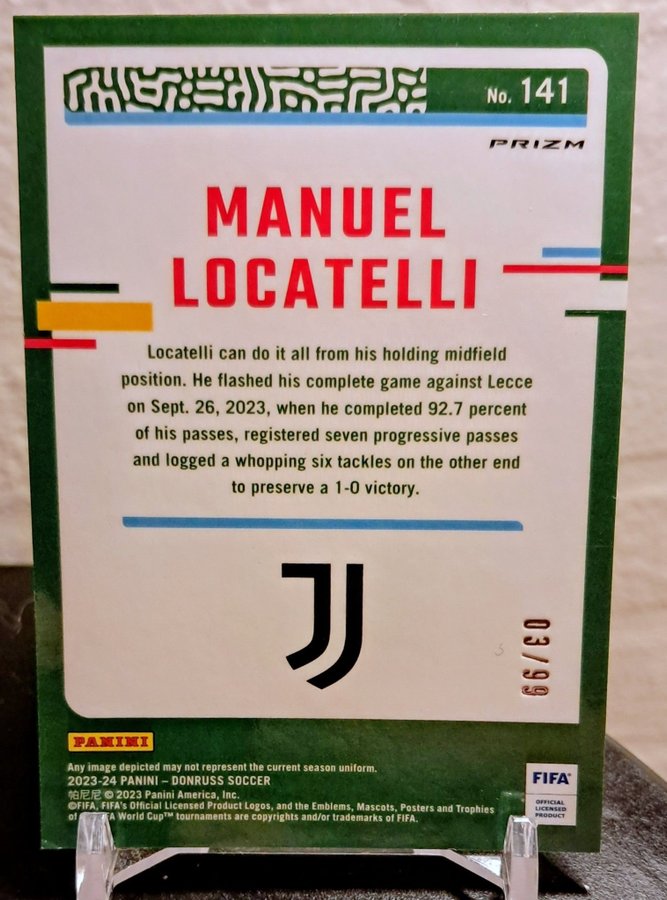 No. 141
PRIZM
MANUEL
LOCATELLI
Locatelli can do it all from his holding midfield
position. He flashed his complete game against Lecce
on Sept. 26, 2023, when he completed 92.7 percent
of his passes, registered seven progressive passes
and logged a whopping six tackles on the other end
to preserve a 1-0 victory.
03/99
PANINI
Any image depicted may not represent the current season uniform.
2023-24 PANINI – DONRUSS SOCCER
帕尼尼 © 2023 Panini America, Inc.
©FIFA, FIFA's Official Licensed Product Logos, and the Emblems, Mascots, Posters and Trophies
of FIFA World Cup™ tournaments are copyrights and/or trademarks of FIFA.
FIFA
OFFICIAL
LICENSED
PRODUCT